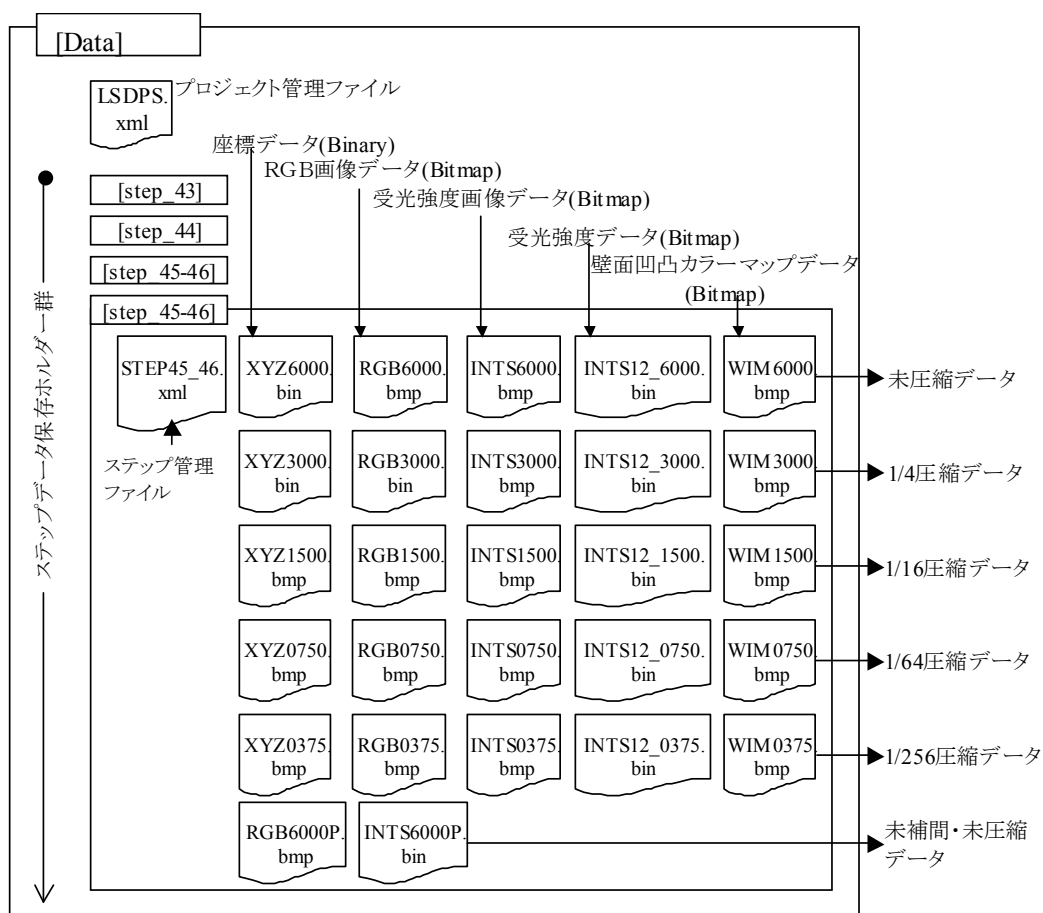 [Data]
プロジェクト管理ファイル
LSDPS.
xml
座標データ(Binary)
RGB画像データ(Bitmap)
受光強度画像データ(Bitmap)
受光強度データ(Bitmap)
壁面凹凸カラーマップデータ
(Bitmap)
[step_43]
[step_44]
[step_45-46]
[step_45-46]
ステップデータ保存ホルダー群
STEP45_46.
xml
ステップ管理
ファイル
XYZ6000.
bin
RGB6000.
bmp
INTS6000.
bmp
INTS12_6000.
bin
WIM6000.
bmp
未圧縮データ
XYZ3000.
bin
RGB3000.
bin
INTS3000.
bmp
INTS12_3000.
bin
WIM3000.
bmp
1/4圧縮データ
XYZ1500.
bmp
RGB1500.
bmp
INTS1500.
bmp
INTS12_1500.
bin
WIM1500.
bmp
1/16圧縮データ
XYZ0750.
bmp
RGB0750.
bmp
INTS0750.
bmp
INTS12_0750.
bin
WIM0750.
bmp
1/64圧縮データ
XYZ0375.
bmp
RGB0375.
bmp
INTS0375.
bmp
INTS12_0375.
bin
WIM0375.
bmp
1/256圧縮データ
RGB6000P.
bmp
INTS6000P.
bin
未補間・未圧縮
データ